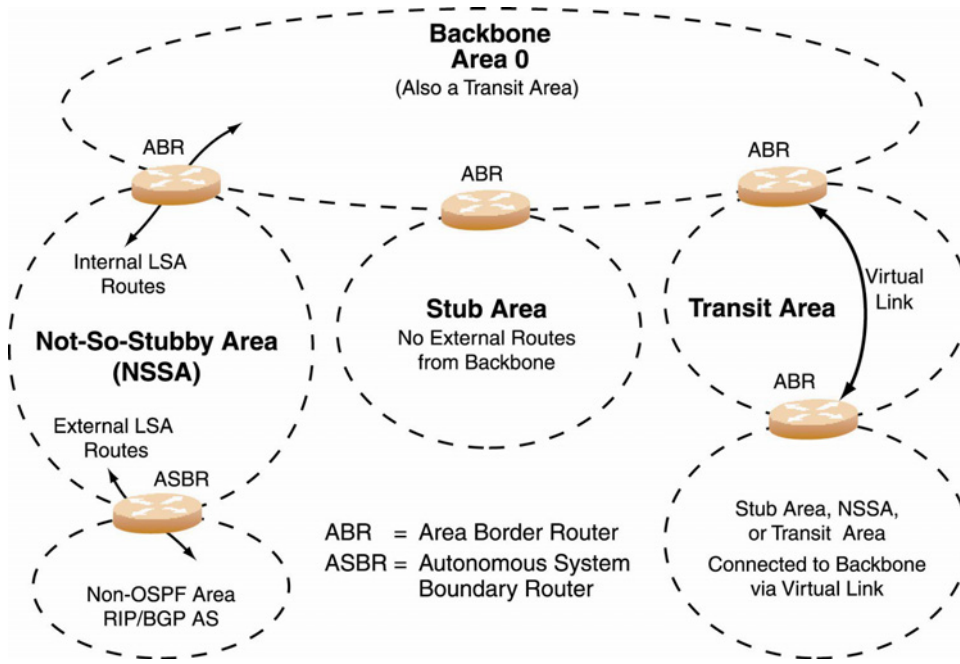 Backbone
Area 0
(Also a Transit Area)
ABR
ABR
ABR
Internal LSA
Routes
Not-So-Stubby Area
(NSSA)
External LSA
Routes
ASBR
Non-OSPF Area
RIP/BGP AS
Stub Area
No External Routes
from Backbone
Transit Area
Virtual
Link
ABR
Stub Area, NSSA,
or Transit Area
Connected to Backbone
via Virtual Link
ABR = Area Border Router
ASBR = Autonomous System
Boundary Router